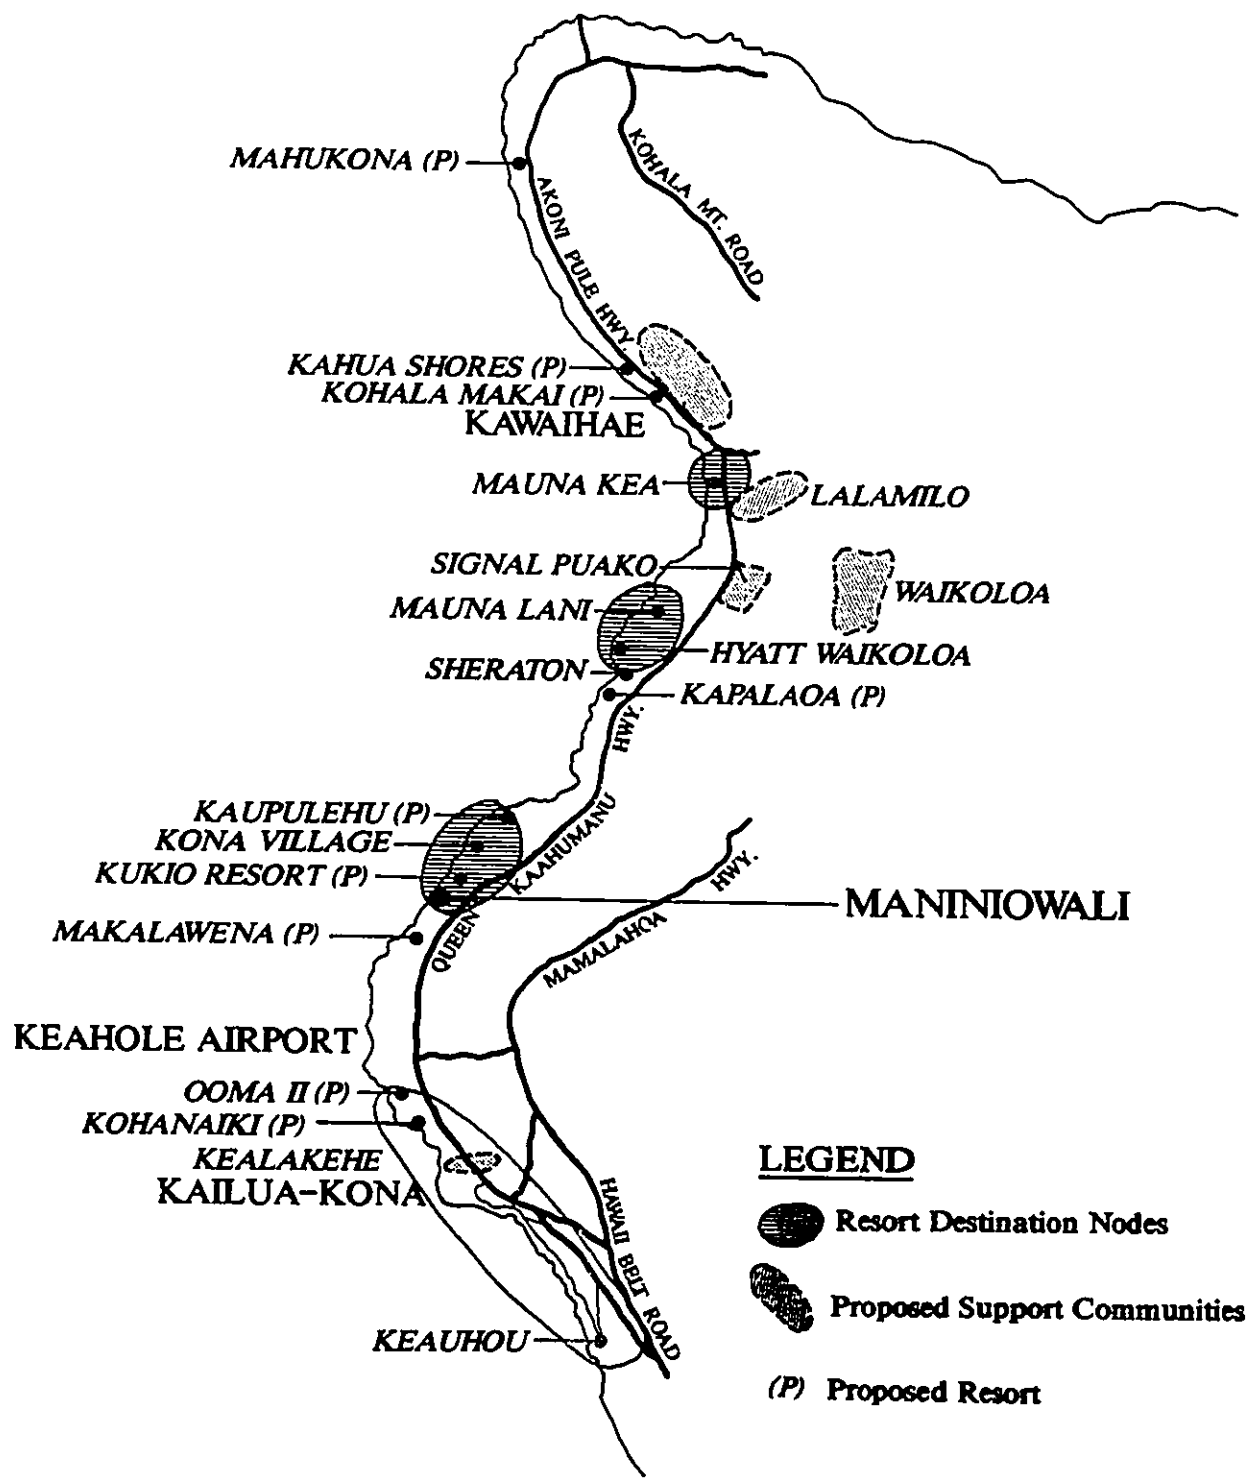 MAHUKONA (P)
KOHALA MT. ROAD
AKONI PULE HWY.
KAHUA SHORES (P)
KOHALA MAKAI (P)
KAWAIHAE
MAUNA KEA
LALAMILO
SIGNAL PUAKO
WAIKOLOA
MAUNA LANI
HYATT WAIKOLOA
SHERATON
KAPALAOA (P)
QUEEN KAAHUMANU HWY.
KAUPULEHU (P)
KONA VILLAGE
KUKIO RESORT (P)
MANINIOWALI
MAMALAHOA HWY.
MAKALAWENA (P)
KEAHOLE AIRPORT
OOMA II (P)
KOHANAIKI (P)
KEALAKEHE
KAILUA-KONA
HAWAII BELT ROAD
KEAUHOU
LEGEND
Resort Destination Nodes
Proposed Support Communities
(P) Proposed Resort